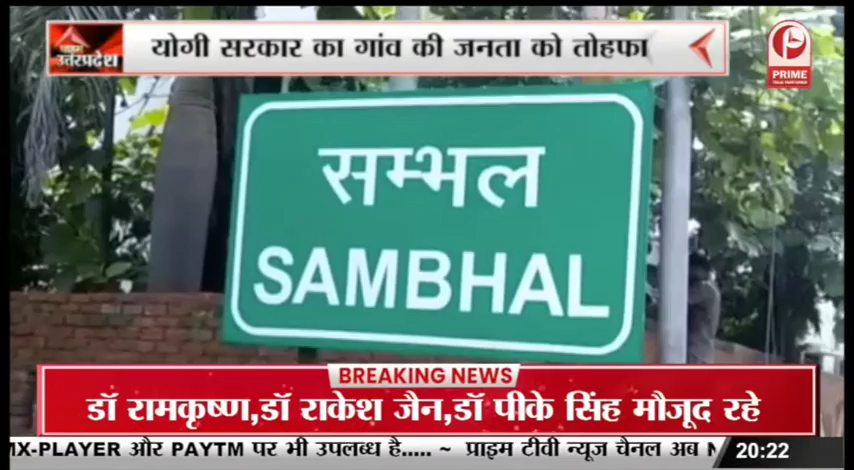 प्राइम
उत्तरप्रदेश
योगी सरकार का गांव की जनता को तोहफा
PRIME
सम्भल
SAMBHAL
BREAKING NEWS
डॉ रामकृष्ण,डॉ राकेश जैन,डॉ पीके सिंह मौजूद रहे
MX-PLAYER और PAYTM पर भी उपलब्ध है..... ~ प्राइम टीवी न्यूज चैनल अब
20:22